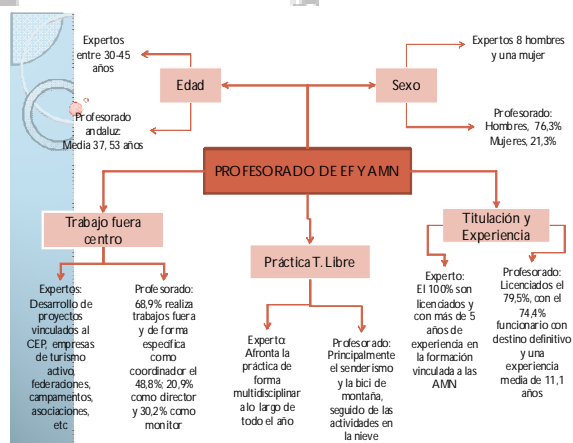 Expertos
entre 30-45
años
Edad
Profesorado
andaluz:
Media 37, 53 años
Sexo
Expertos 8 hombres
y una mujer
Profesorado:
Hombres, 76,3%
Mujeres, 21,3%
PROFESORADO DE EF Y AMN
Trabajo fuera
centro
Expertos:
Desarrollo de
proyectos
vinculados al
CEP, empresas
de turismo
activo,
federaciones,
campamentos,
asociaciones,
etc
Profesorado:
68,9% realiza
trabajos fuera
y de forma
específica
como
coordinador el
48,8%; 20,9%
como director
y 30,2% como
monitor
Práctica T. Libre
Experto:
Afronta la
práctica de
forma
multidisciplinar
a lo largo de
todo el año
Profesorado:
Principalmente
el senderismo
y la bici de
montaña,
seguido de las
actividades en
la nieve
Titulación y
Experiencia
Experto:
El 100% son
licenciados y
con más de 5
años de
experiencia en
la formación
vinculada a las
AMN
Profesorado:
Licenciados el
79,5%, con el
74,4%
funcionario con
destino definitivo
y una
experiencia
media de 11,1
años